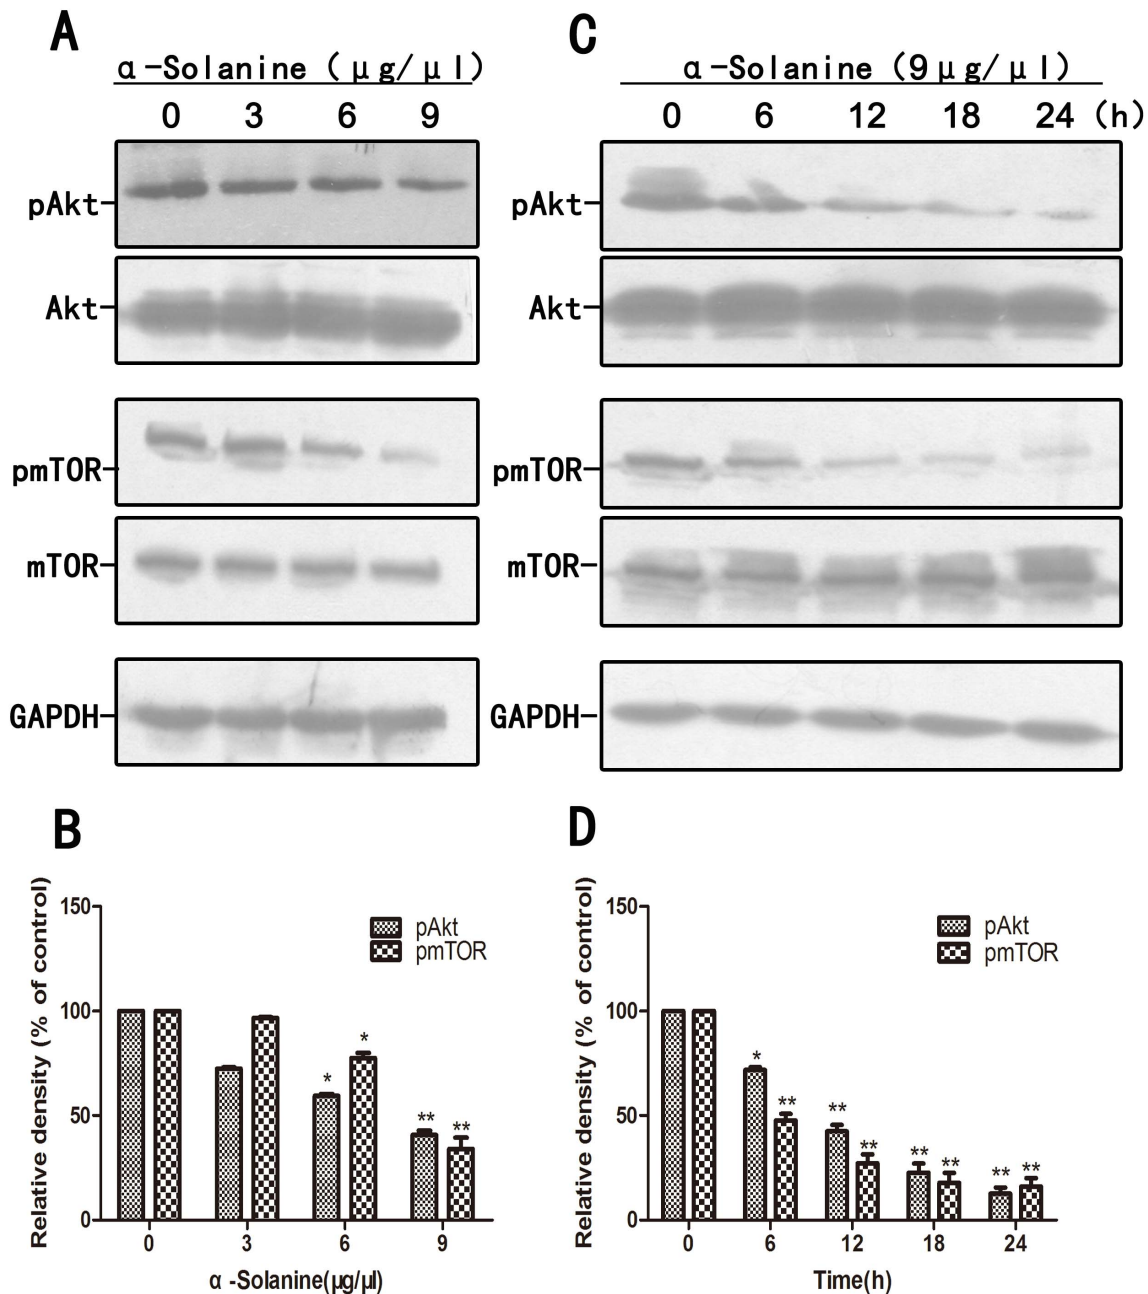 A
α-Solanine (μg/μl)
0 3 6 9
pAkt
Akt
pmTOR
mTOR
GAPDH
C
α-Solanine (9μg/μl)
0 6 12 18 24 (h)
pAkt
Akt
pmTOR
mTOR
GAPDH
B
Relative density (% of control)
150
100
50
0
pAkt
pmTOR
*
*
**
**
0 3 6 9
α-Solanine(μg/μl)
D
Relative density (% of control)
150
100
50
0
pAkt
pmTOR
*
**
**
**
**
**
**
**
0 6 12 18 24
Time(h)